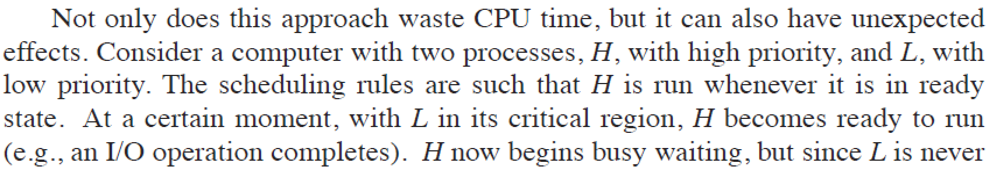 Not only does this approach waste CPU time, but it can also have unexpected
effects. Consider a computer with two processes, H, with high priority, and L, with
low priority. The scheduling rules are such that H is run whenever it is in ready
state. At a certain moment, with L in its critical region, H becomes ready to run
(e.g., an I/O operation completes). H now begins busy waiting, but since L is never